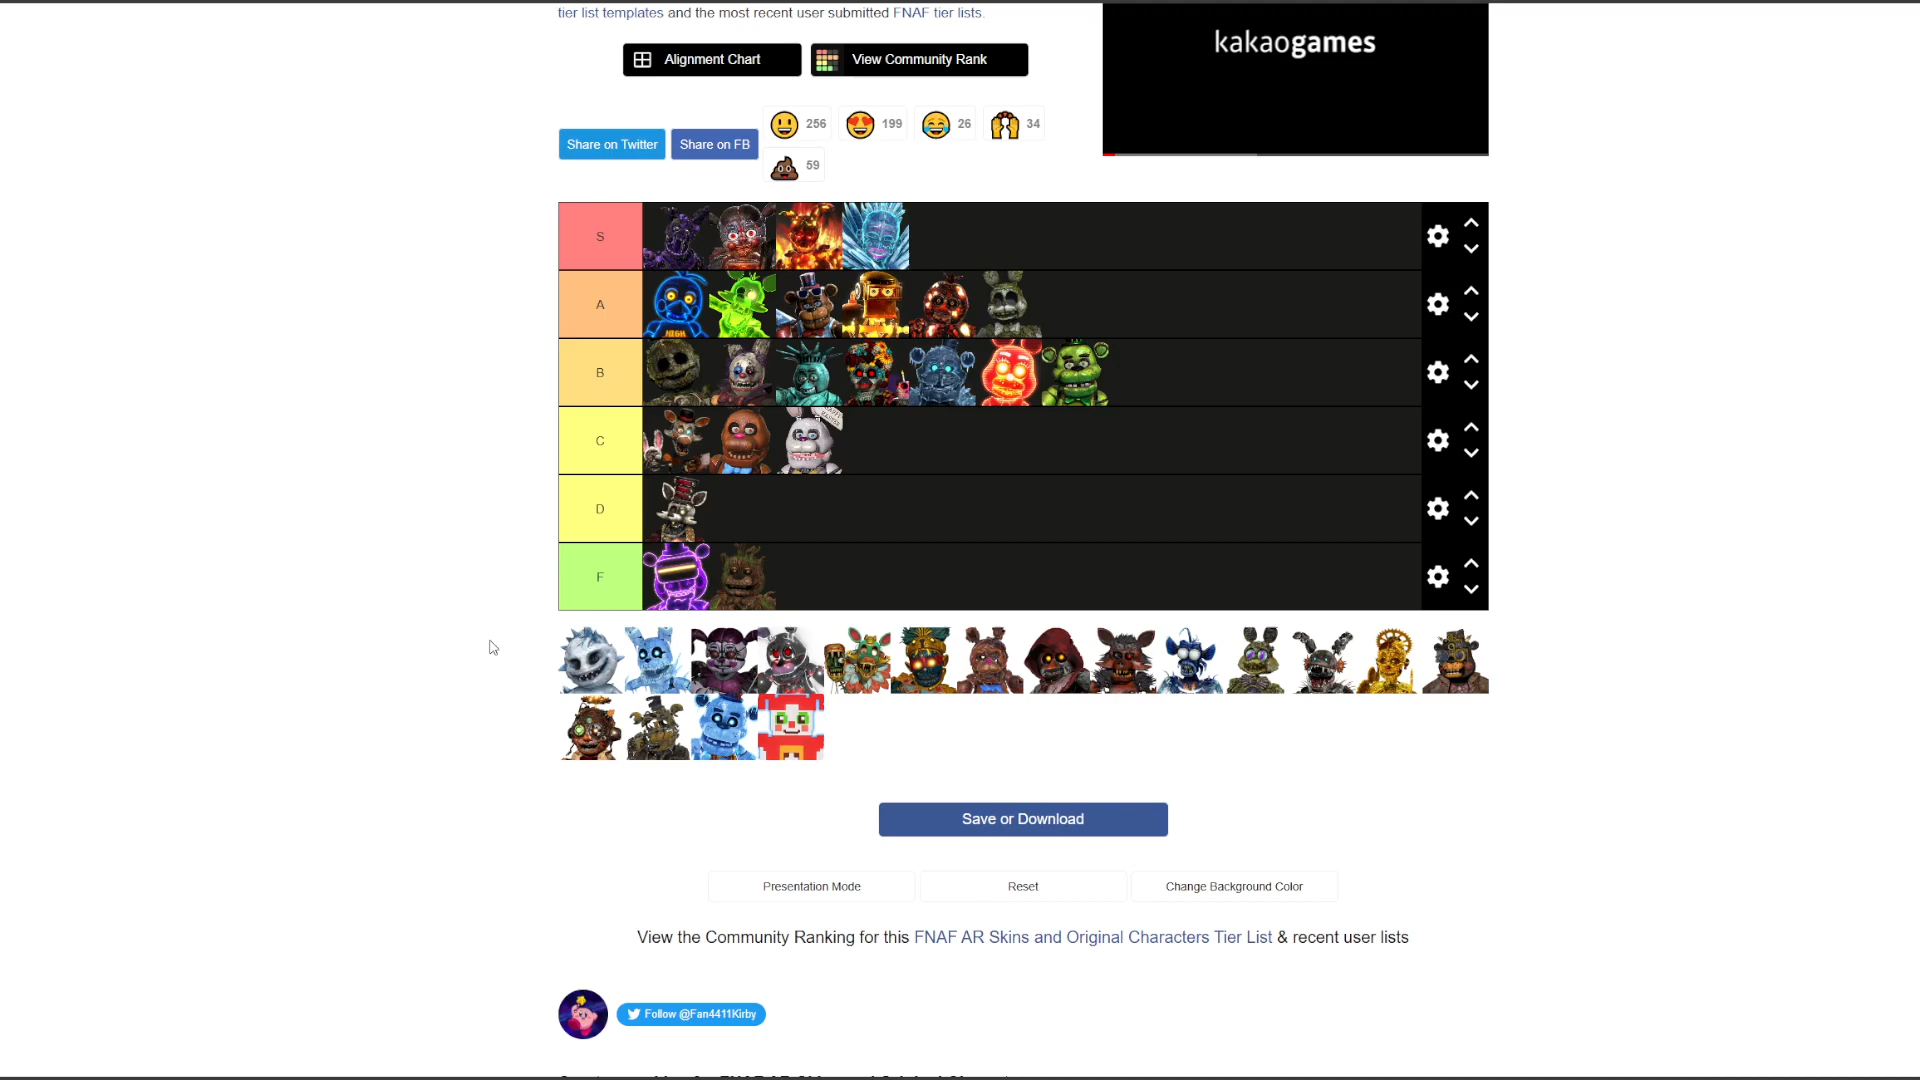 tier list templates and the most recent user submitted FNAF tier lists.
kakaogames
Alignment Chart
View Community Rank
256
199
26
34
Share on Twitter
Share on FB
59
S
A
HIGH
B
C
D
F
Save or Download
Presentation Mode
Reset
Change Background Color
View the Community Ranking for this FNAF AR Skins and Original Characters Tier List & recent user lists
Follow @Fan4411Kirby